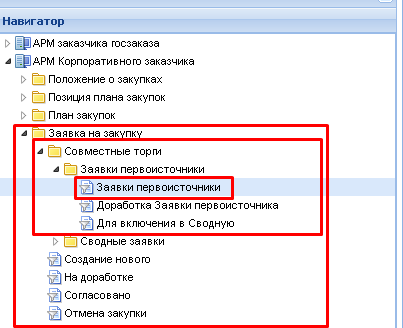 Навигатор
АРМ заказчика госзаказа
АРМ Корпоративного заказчика
Положение о закупках
Позиция плана закупок
План закупок
Заявка на закупку
Совместные торги
Заявки первоисточники
Заявки первоисточники
Доработка Заявки первоисточника
Для включения в Сводную
Сводные заявки
Создание нового
На доработке
Согласовано
Отмена закупки